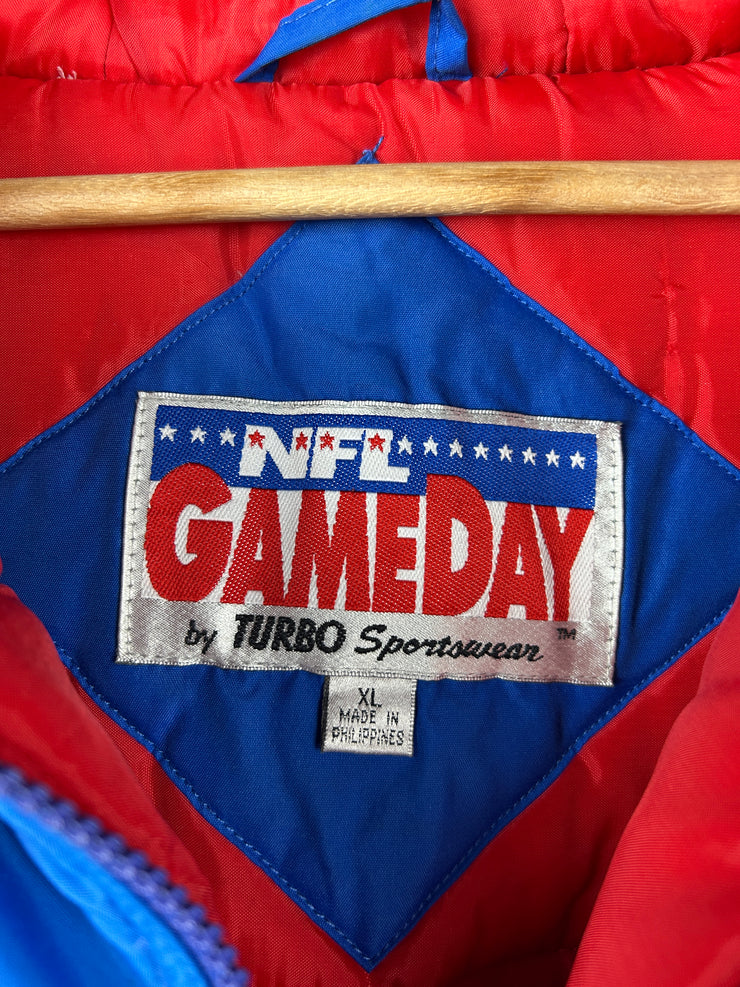 NFL
GAMEDAY
by TURBO Sportswear ™
XL
MADE IN
PHILIPPINES